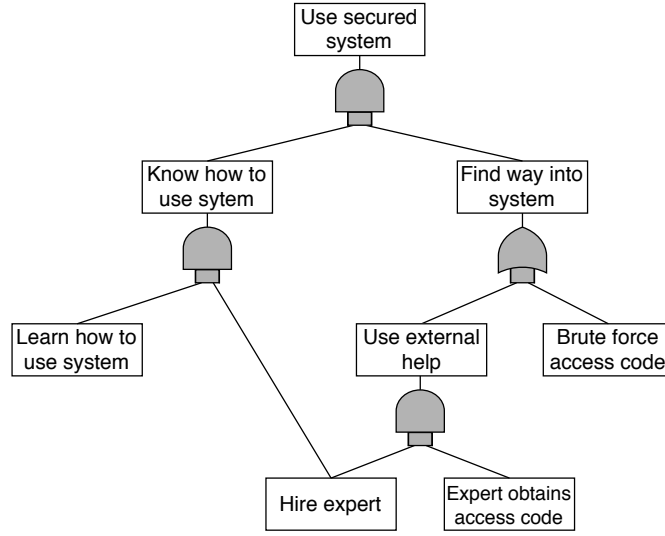 Use secured
system
Know how to
use sytem
Find way into
system
Learn how to
use system
Use external
help
Brute force
access code
Hire expert
Expert obtains
access code